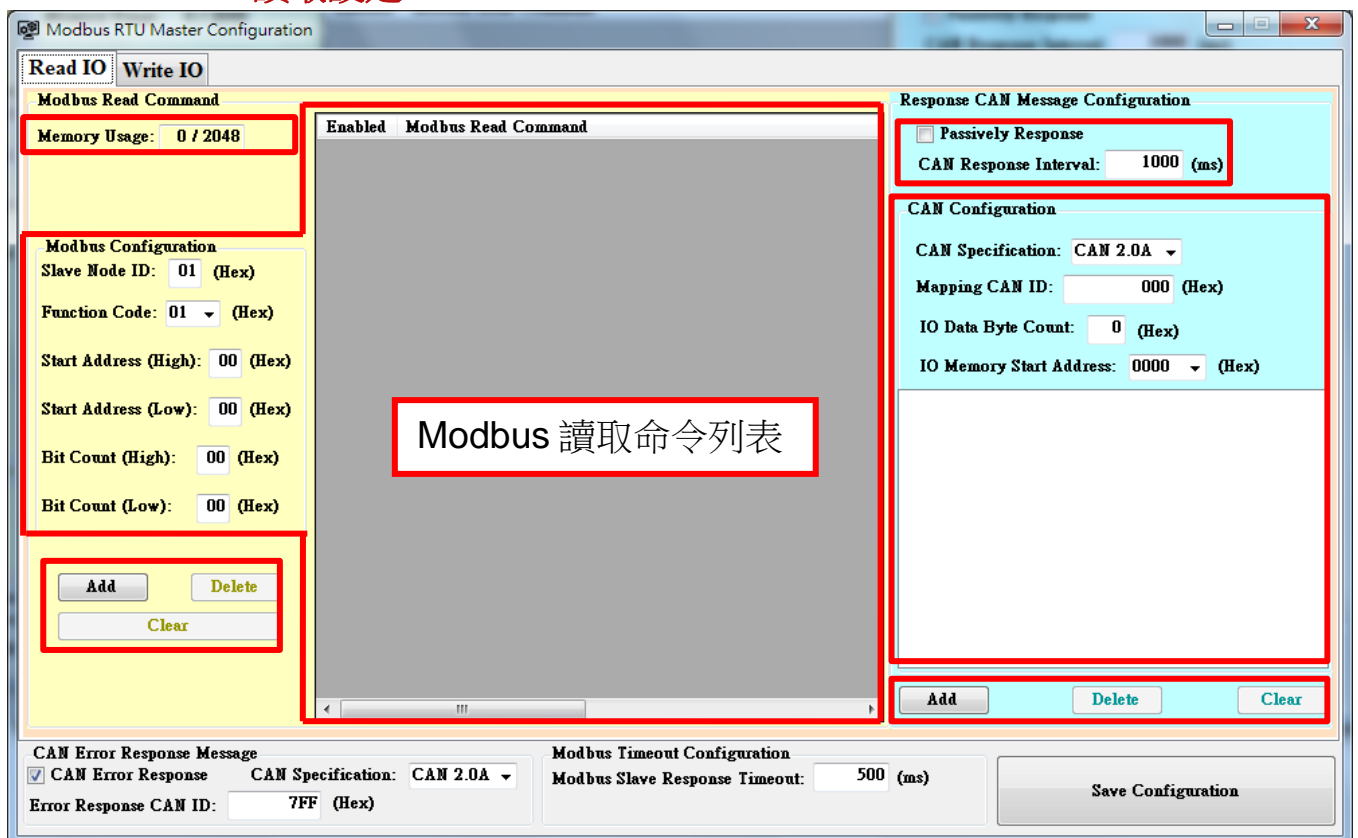 Modbus RTU Master Configuration
Read IO
Write IO
Modbus Read Command
Memory Usage: 0 / 2048
Modbus Configuration
Slave Node ID: 01 (Hex)
Function Code: 01 (Hex)
Start Address (High): 00 (Hex)
Start Address (Low): 00 (Hex)
Bit Count (High): 00 (Hex)
Bit Count (Low): 00 (Hex)
Add
Delete
Clear
Enabled Modbus Read Command
Modbus 讀取命令列表
Response CAN Message Configuration
Passively Response
CAN Response Interval: 1000 (ms)
CAN Configuration
CAN Specification: CAN 2.0A
Mapping CAN ID: 000 (Hex)
IO Data Byte Count: 0 (Hex)
IO Memory Start Address: 0000 (Hex)
Add
Delete
Clear
CAN Error Response Message
CAN Error Response CAN Specification: CAN 2.0A
Error Response CAN ID: 7FF (Hex)
Modbus Timeout Configuration
Modbus Slave Response Timeout: 500 (ms)
Save Configuration